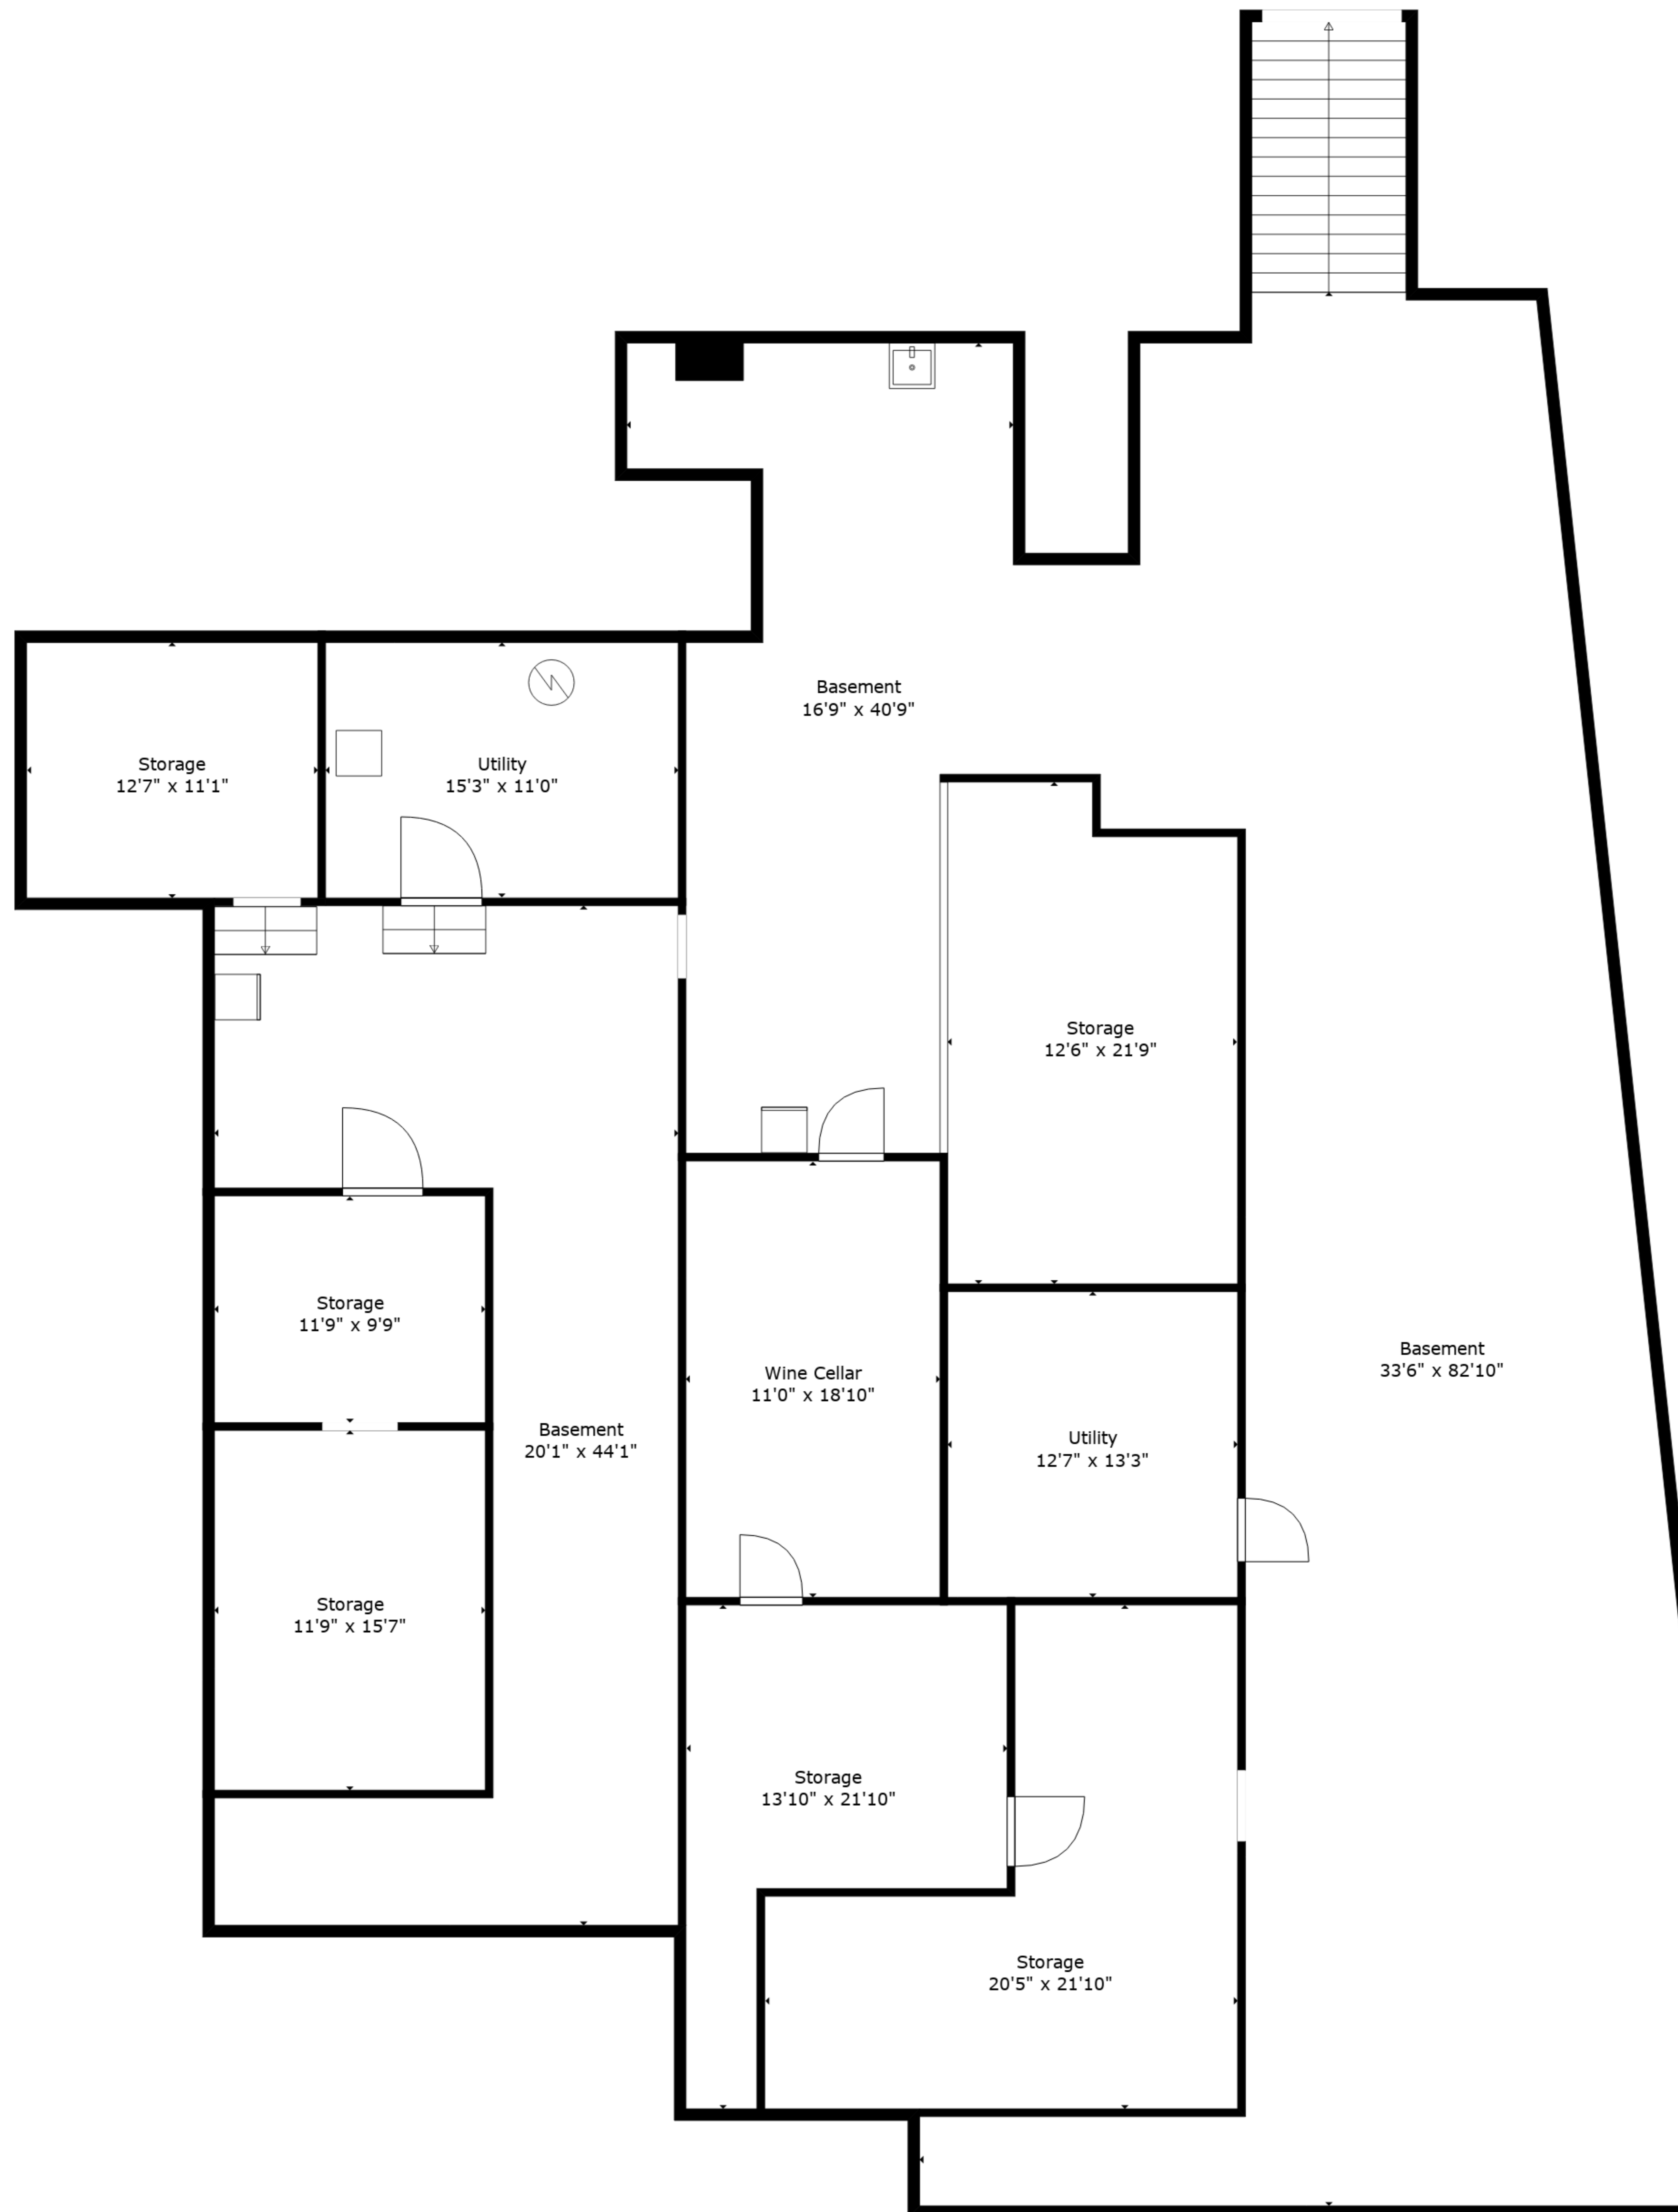 Basement
16'9" x 40'9"
Storage
12'7" x 11'1"
Utility
15'3" x 11'0"
Storage
12'6" x 21'9"
Storage
11'9" x 9'9"
Basement
33'6" x 82'10"
Wine Cellar
11'0" x 18'10"
Basement
20'1" x 44'1"
Utility
12'7" x 13'3"
Storage
11'9" x 15'7"
Storage
13'10" x 21'10"
Storage
20'5" x 21'10"